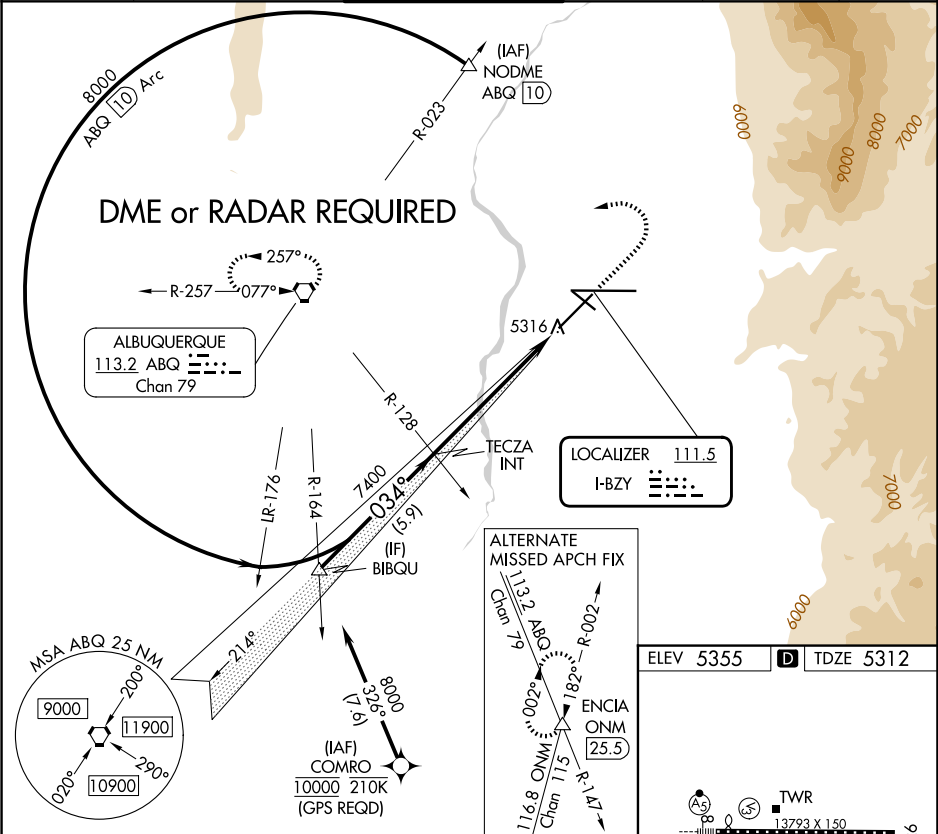 (IAF)
NODME
ABQ 10
8000
ABQ 10 Arc
R-023
6000
9000
8000
7000
DME or RADAR REQUIRED
257°
R-257
077°
ALBUQUERQUE
113.2 ABQ
Chan 79
5316
R-128
TECZA
INT
LOCALIZER 111.5
I-BZY
7400
034°
(5.9)
LR-176
R-164
(IF)
BIBQU
7000
6000
214°
ALTERNATE
MISSED APCH FIX
113.2 ABQ
Chan 79
R-002
002°
182°
ENCIA
ONM
25.5
116.8 ONM
Chan 115
R-147
MSA ABQ 25 NM
200°
9000
11900
020°
290°
10900
8000
326°
(7.6)
(IAF)
COMRO
10000 210K
(GPS REQD)
ELEV 5355 D TDZE 5312
A5
V3
TWR
8
13793 X 150